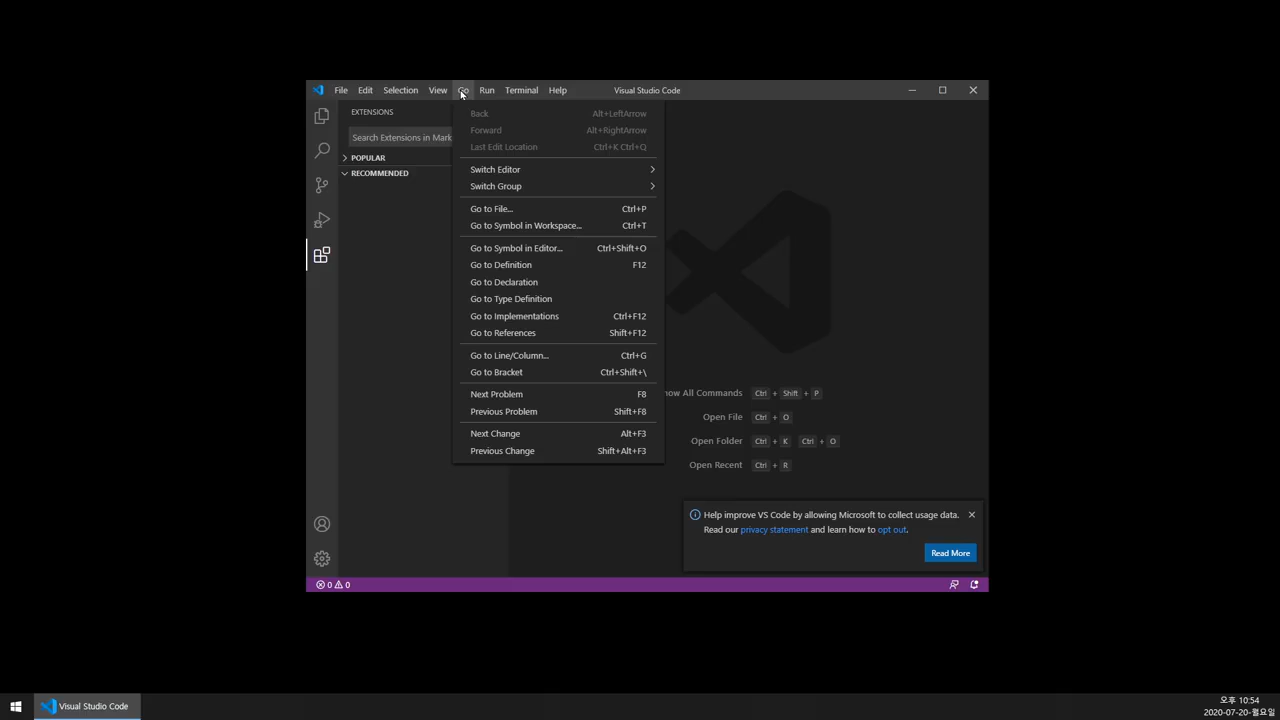 File Edit Selection View Go Run Terminal Help Visual Studio Code
EXTENSIONS
Search Extensions in Mark
POPULAR
RECOMMENDED
Back Alt+LeftArrow
Forward Alt+RightArrow
Last Edit Location Ctrl+K Ctrl+Q
Switch Editor
Switch Group
Go to File... Ctrl+P
Go to Symbol in Workspace... Ctrl+T
Go to Symbol in Editor... Ctrl+Shift+O
Go to Definition F12
Go to Declaration
Go to Type Definition
Go to Implementations Ctrl+F12
Go to References Shift+F12
Go to Line/Column... Ctrl+G
Go to Bracket Ctrl+Shift+\
Next Problem F8
Previous Problem Shift+F8
Next Change Alt+F3
Previous Change Shift+Alt+F3
how All Commands Ctrl + Shift + P
Open File Ctrl + O
Open Folder Ctrl + K Ctrl + O
Open Recent Ctrl + R
Help improve VS Code by allowing Microsoft to collect usage data.
Read our privacy statement and learn how to opt out.
Read More
0 0
Visual Studio Code
오후 10:54
2020-07-20-월요일